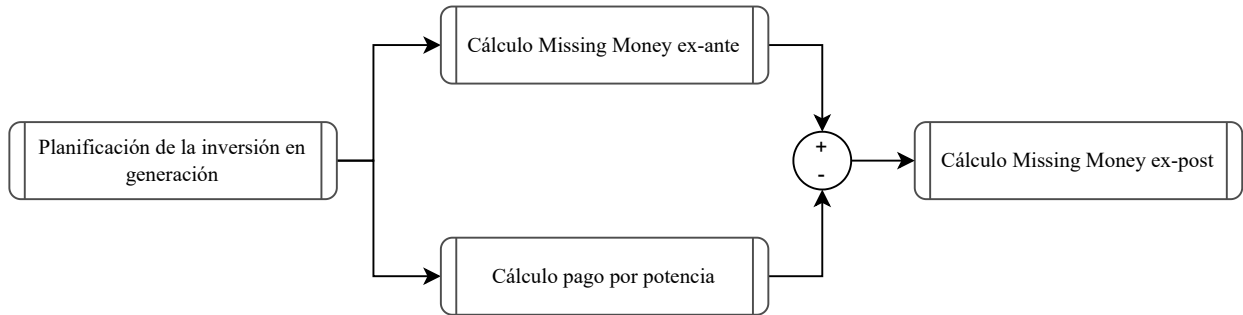 Cálculo Missing Money ex-ante
Planificación de la inversión en
generación
+
-
Cálculo Missing Money ex-post
Cálculo pago por potencia